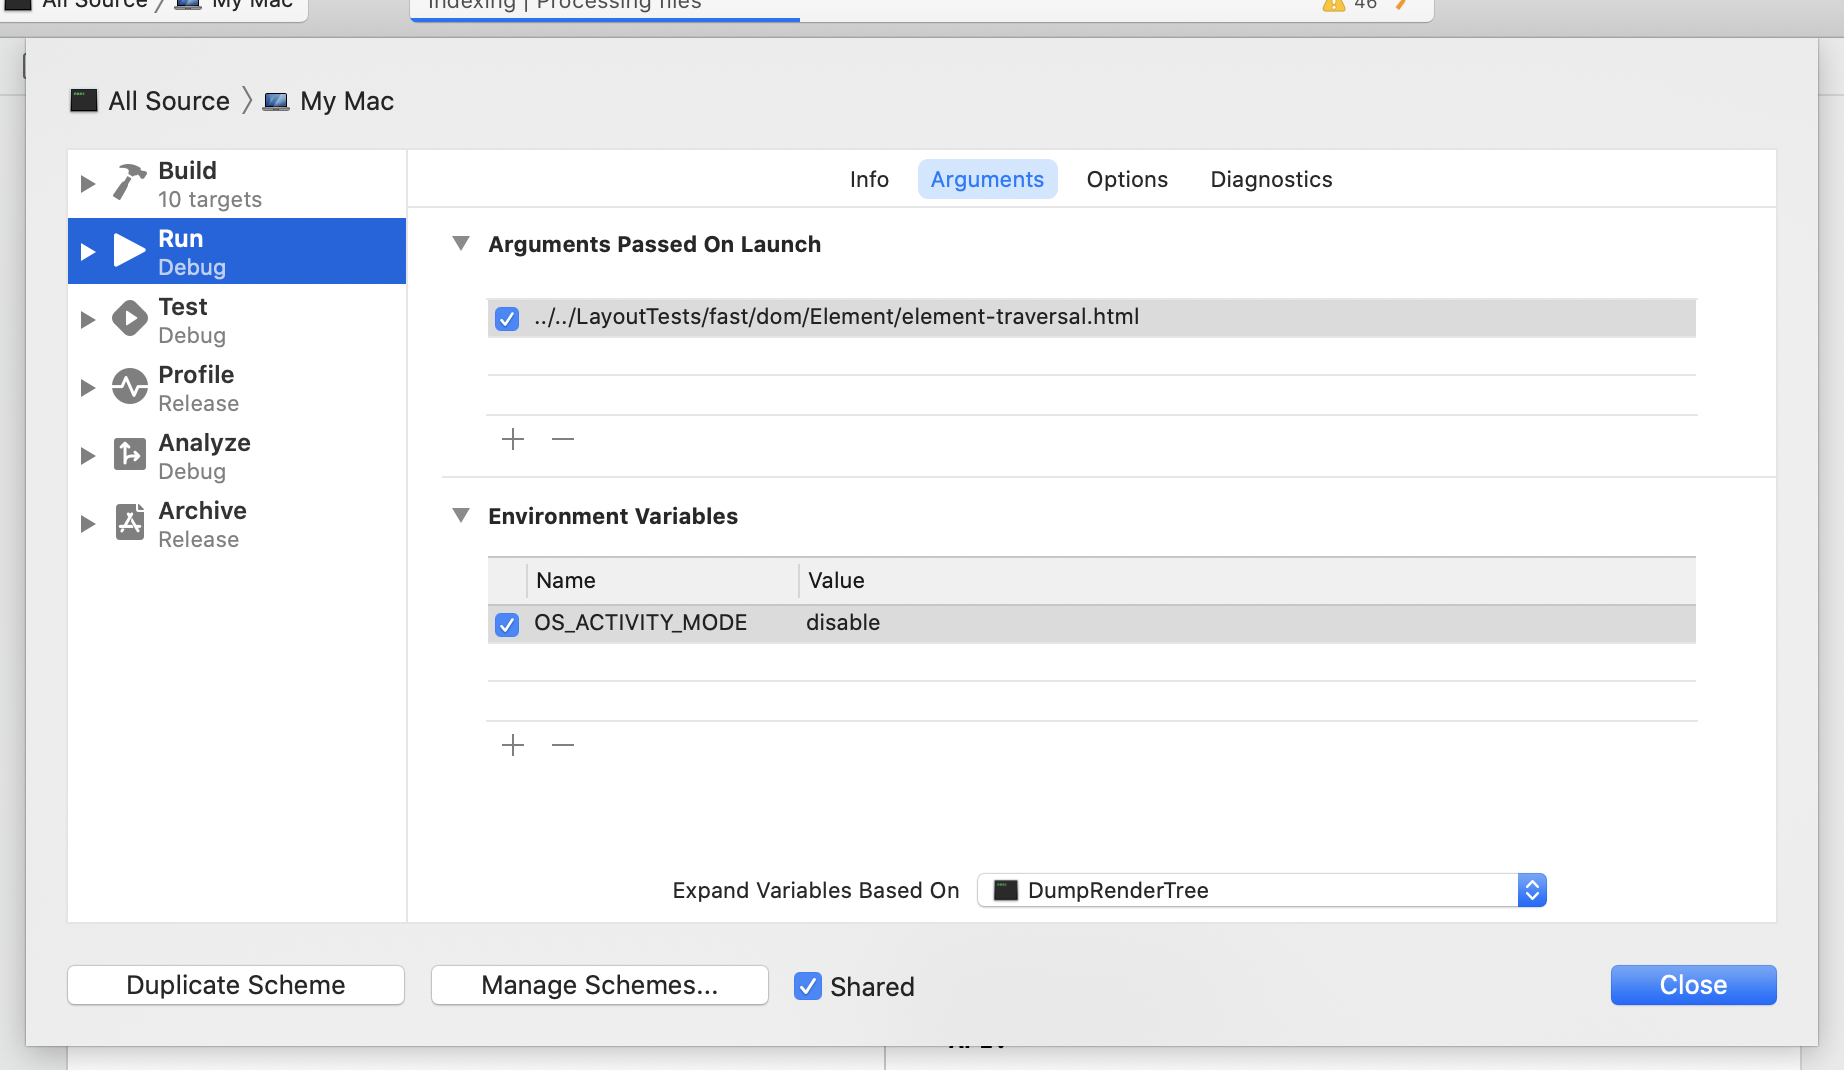 All Source My Mac
Indexing | Processing files
46
All Source My Mac
Build
10 targets
Run
Debug
Test
Debug
Profile
Release
Analyze
Debug
Archive
Release
Info Arguments Options Diagnostics
Arguments Passed On Launch
../../LayoutTests/fast/dom/Element/element-traversal.html
Environment Variables
Name Value
OS_ACTIVITY_MODE disable
Expand Variables Based On DumpRenderTree
Duplicate Scheme Manage Schemes... Shared Close